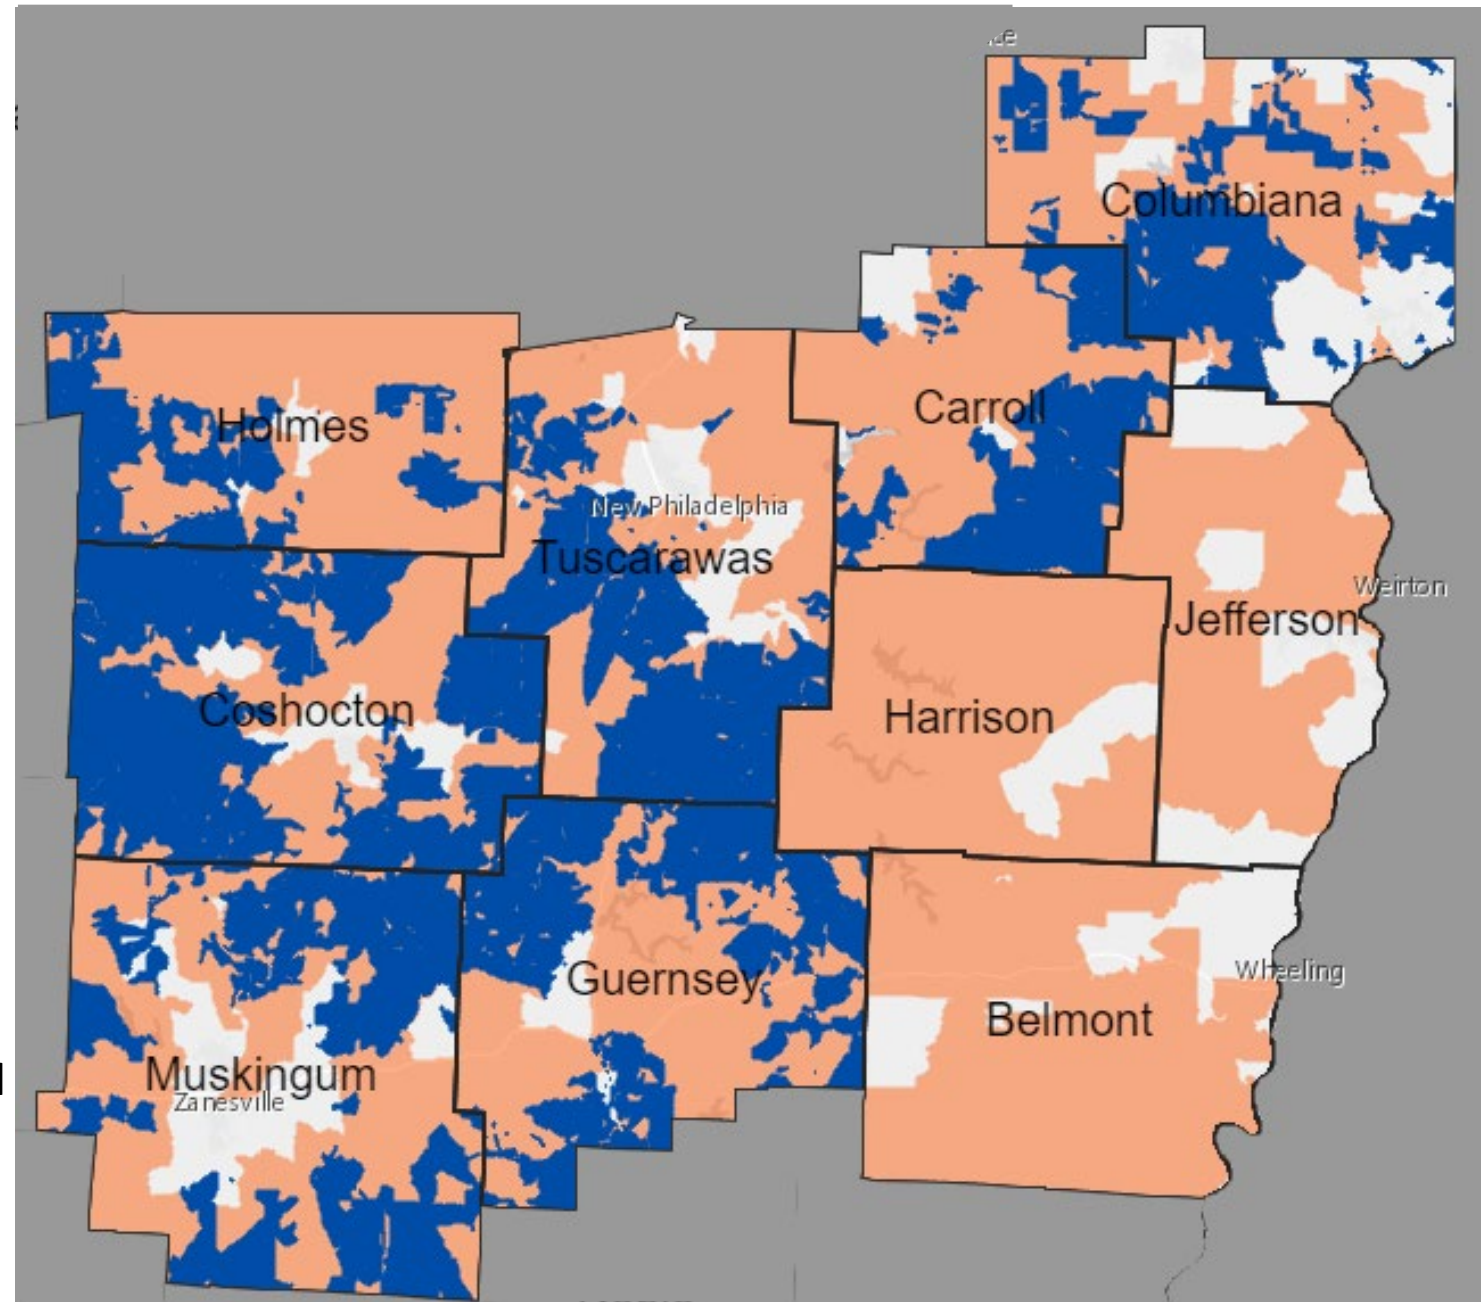 Columbiana
Carroll
Holmes
New Philadelphia
Tuscarawas
Weirton
Jefferson
Coshocton
Harrison
Wheeling
Guernsey
Belmont
Muskingum
Zanesville